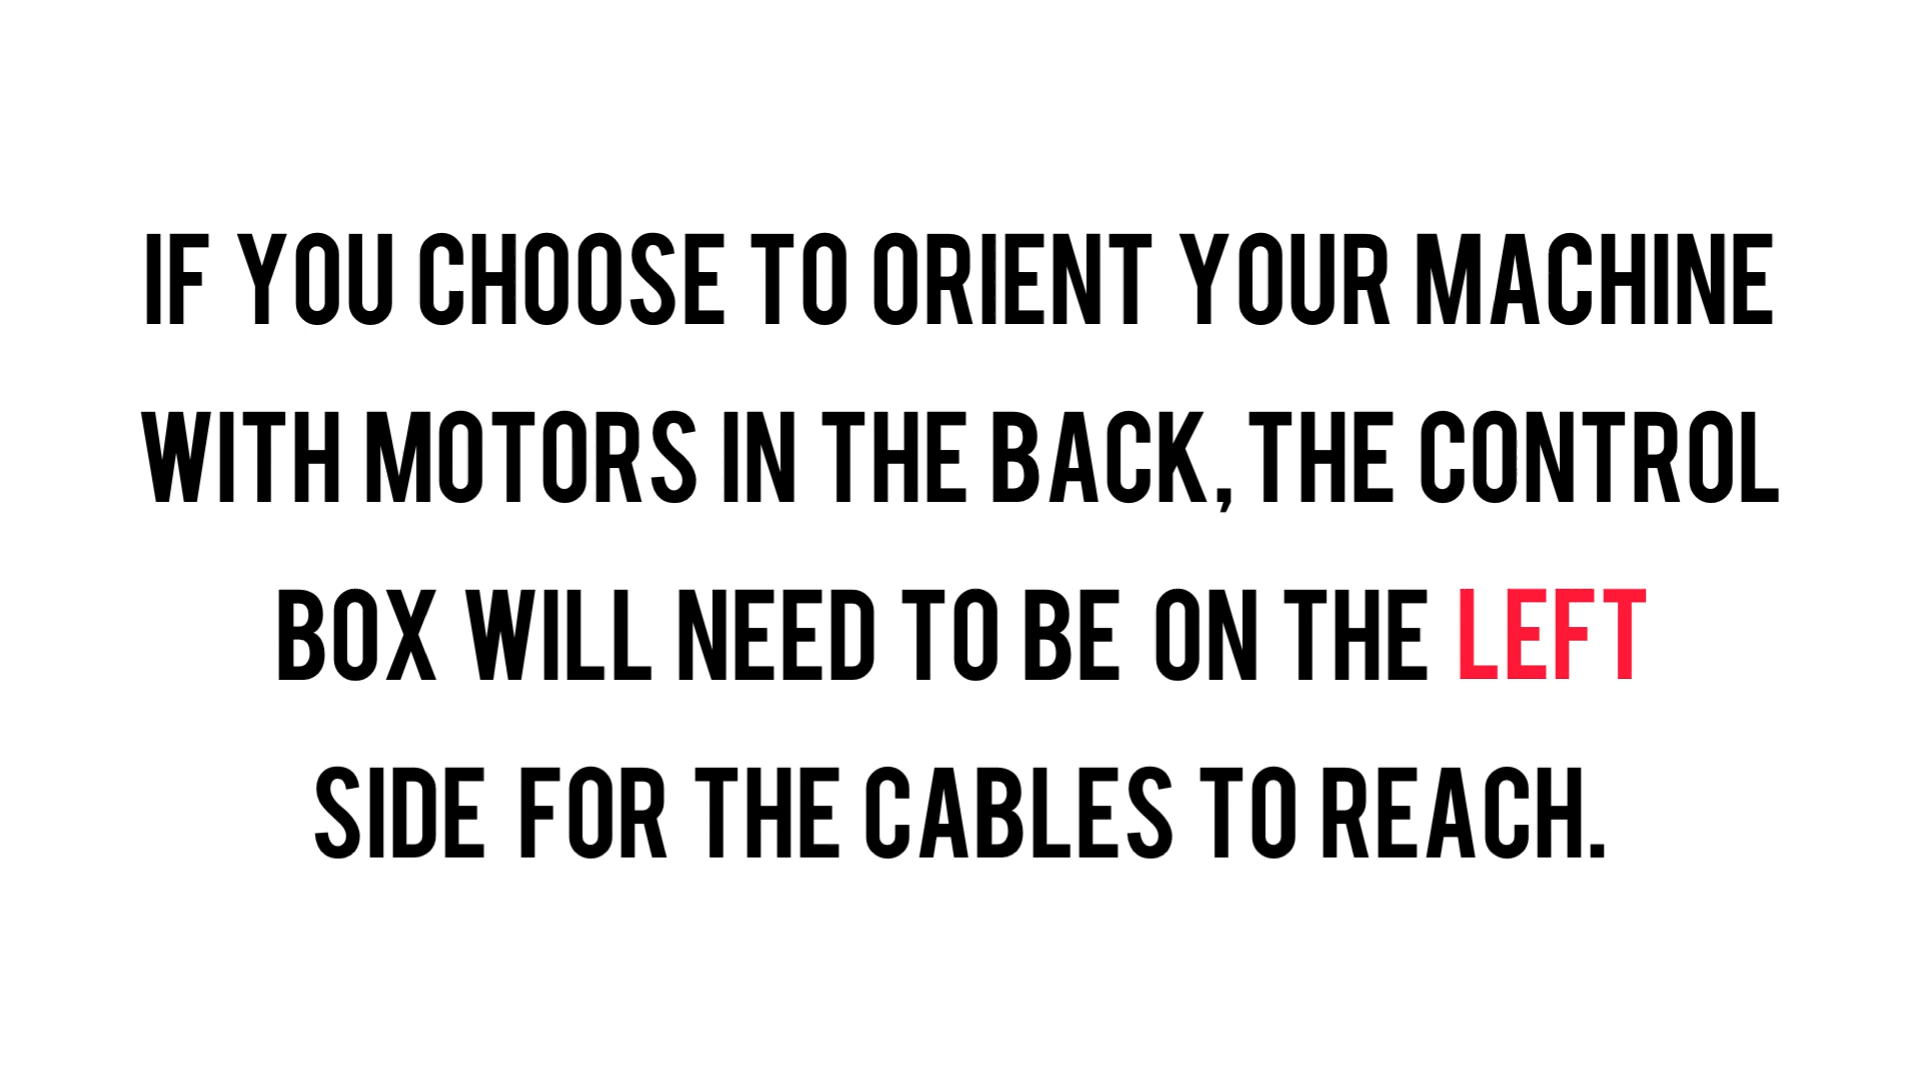 IF YOU CHOOSE TO ORIENT YOUR MACHINE
WITH MOTORS IN THE BACK, THE CONTROL
BOX WILL NEED TO BE ON THE LEFT
SIDE FOR THE CABLES TO REACH.